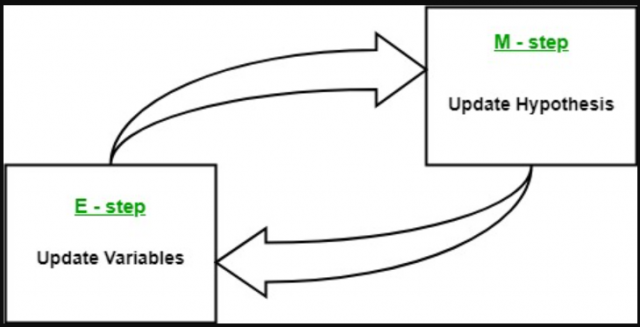 M - step
Update Hypothesis
E - step
Update Variables